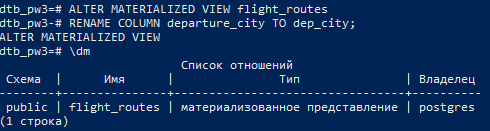 dtb_pw3=# ALTER MATERIALIZED VIEW flight_routes
dtb_pw3-# RENAME COLUMN departure_city TO dep_city;
ALTER MATERIALIZED VIEW
dtb_pw3=# \dm
Список отношений
Схема | Имя | Тип | Владелец
--------+---------------+-----------------------------+----------
public | flight_routes | материализованное представление | postgres
(1 строка)